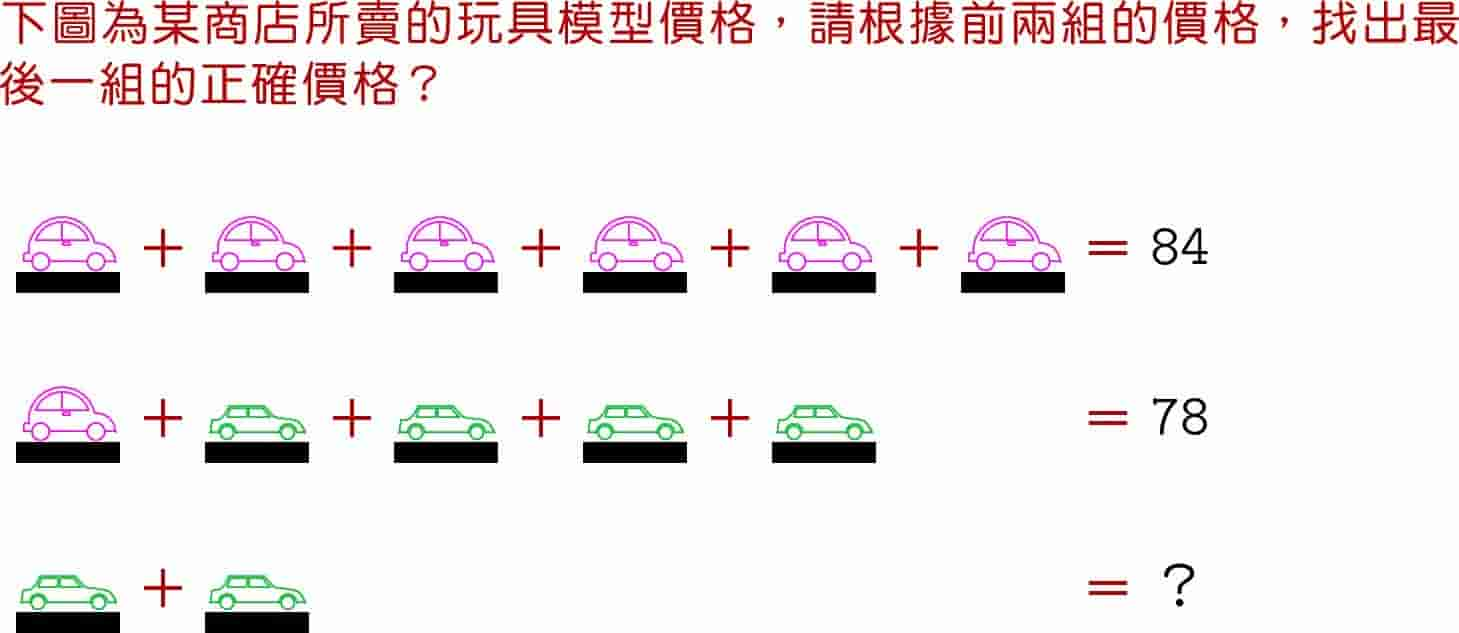 下圖為某商店所賣的玩具模型價格，請根據前兩組的價格，找出最
後一組的正確價格？
+ + + + + = 84
+ + + + = 78
+ = ?